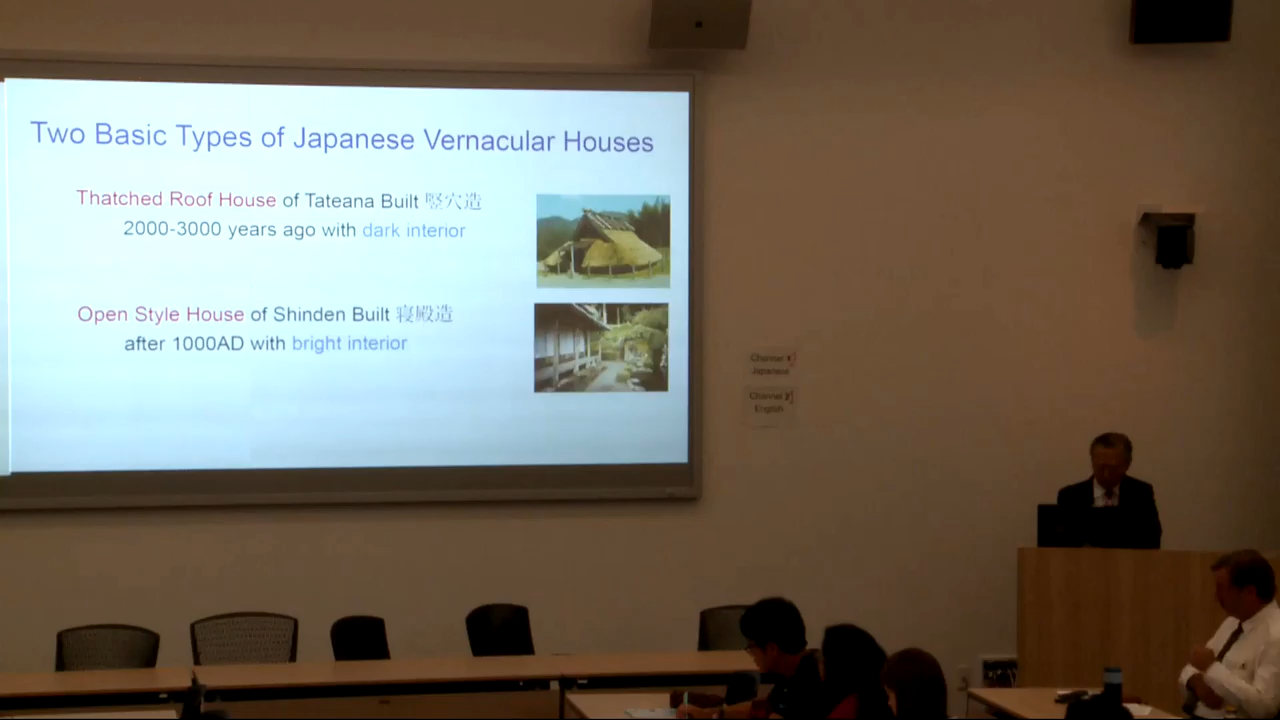 Two Basic Types of Japanese Vernacular Houses
Thatched Roof House of Tateana Built 竪穴造
2000-3000 years ago with dark interior
Open Style House of Shinden Built 寝殿造
after 1000AD with bright interior
Channel
Japanese
Channel
English